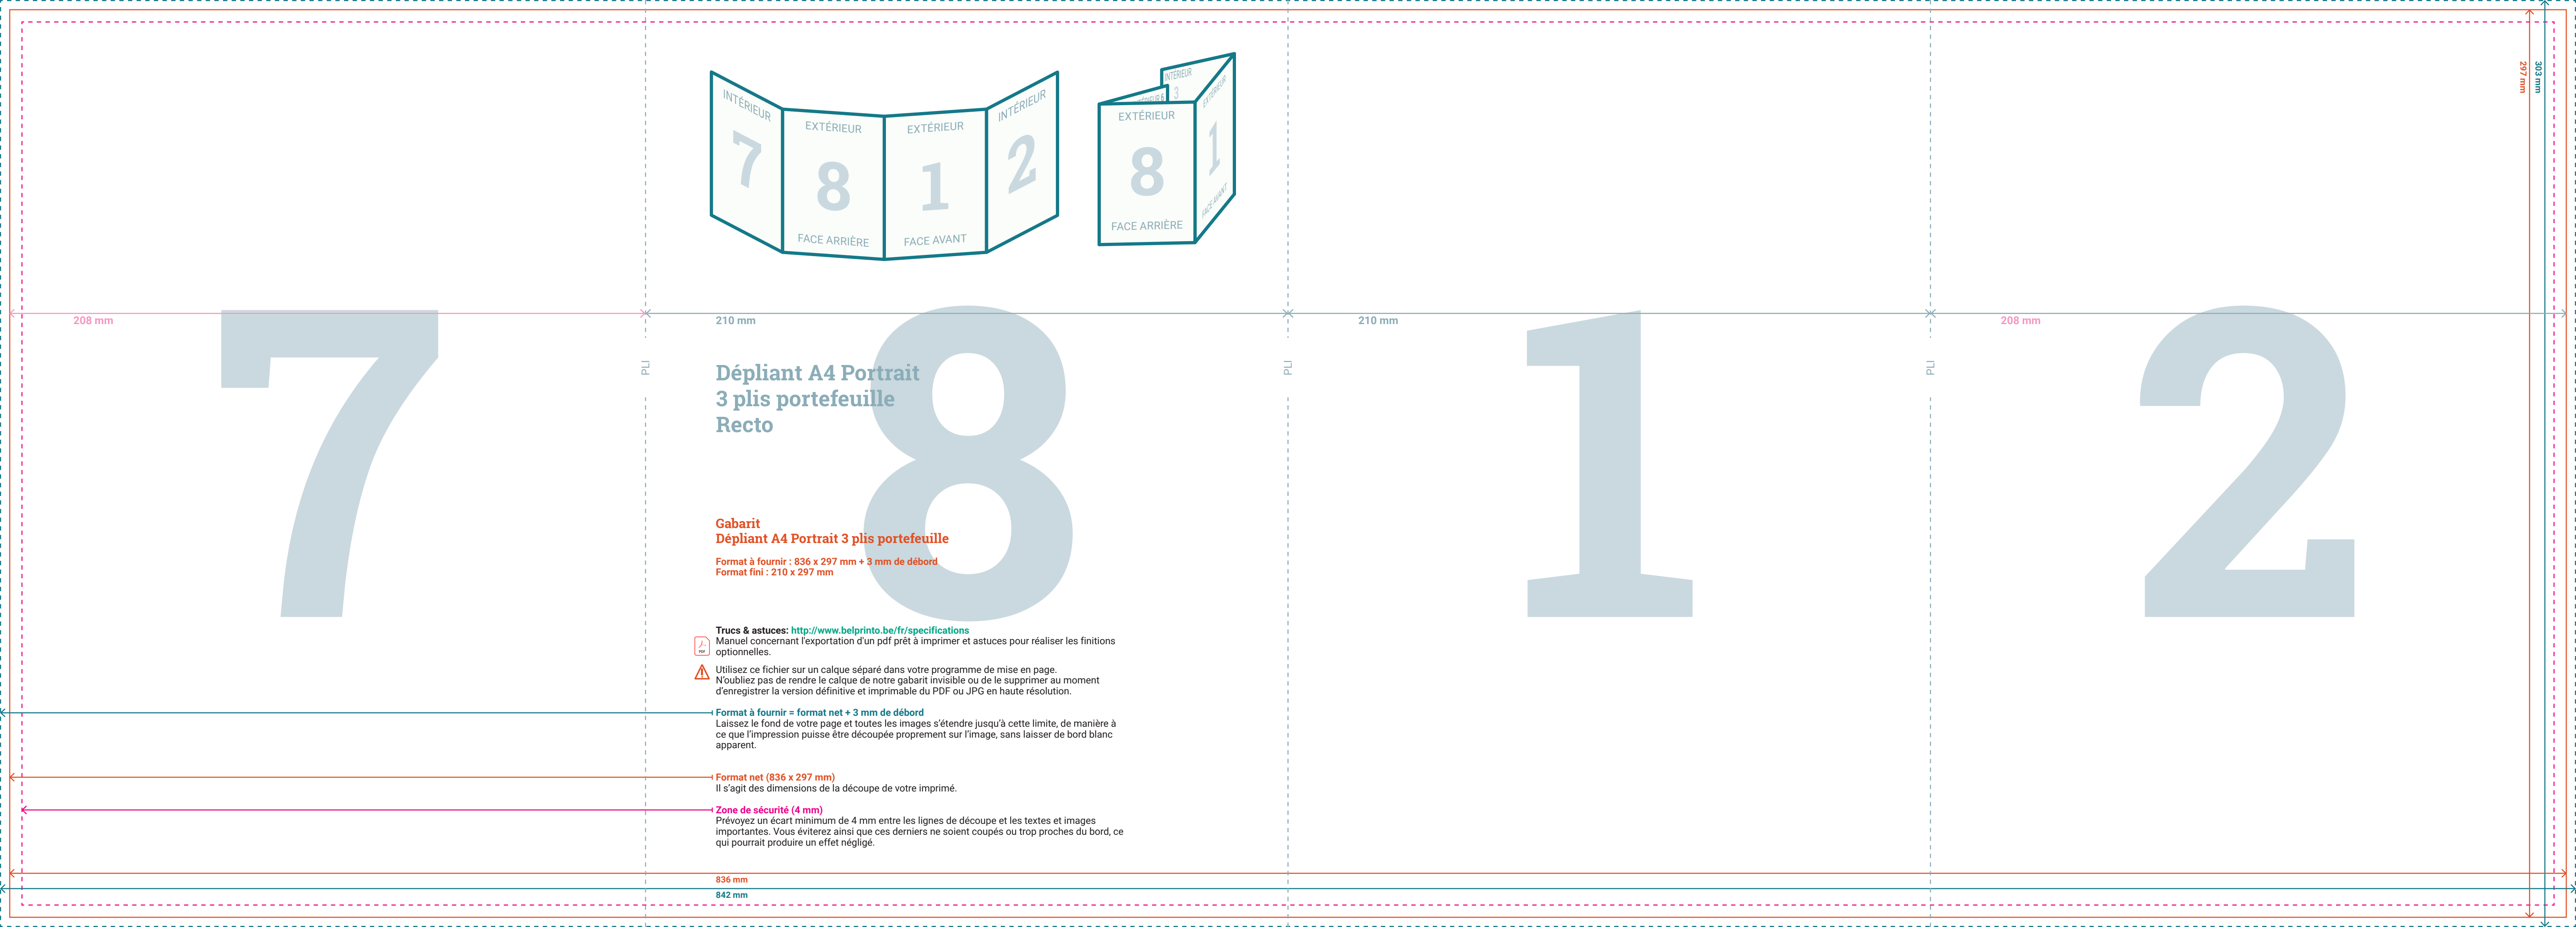 INTÉRIEUR
7
EXTÉRIEUR
8
FACE ARRIÈRE
EXTÉRIEUR
1
FACE AVANT
INTÉRIEUR
2
INTÉRIEUR
3
6
EXTÉRIEUR
8
FACE ARRIÈRE
EXTÉRIEUR
1
FACE AVANT
297 mm
303 mm
208 mm
210 mm
210 mm
208 mm
PLI
PLI
PLI
7
8
1
2
Dépliant A4 Portrait
3 plis portefeuille
Recto
Gabarit
Dépliant A4 Portrait 3 plis portefeuille
Format à fournir : 836 x 297 mm + 3 mm de débord
Format fini : 210 x 297 mm
Trucs & astuces: http://www.belprinto.be/fr/specifications
Manuel concernant l'exportation d'un pdf prêt à imprimer et astuces pour réaliser les finitions
optionnelles.
PDF
Utilisez ce fichier sur un calque séparé dans votre programme de mise en page.
N'oubliez pas de rendre le calque de notre gabarit invisible ou de le supprimer au moment
d'enregistrer la version définitive et imprimable du PDF ou JPG en haute résolution.
Format à fournir = format net + 3 mm de débord
Laissez le fond de votre page et toutes les images s'étendre jusqu'à cette limite, de manière à
ce que l'impression puisse être découpée proprement sur l'image, sans laisser de bord blanc
apparent.
Format net (836 x 297 mm)
Il s'agit des dimensions de la découpe de votre imprimé.
Zone de sécurité (4 mm)
Prévoyez un écart minimum de 4 mm entre les lignes de découpe et les textes et images
importantes. Vous éviterez ainsi que ces derniers ne soient coupés ou trop proches du bord, ce
qui pourrait produire un effet négligé.
836 mm
842 mm